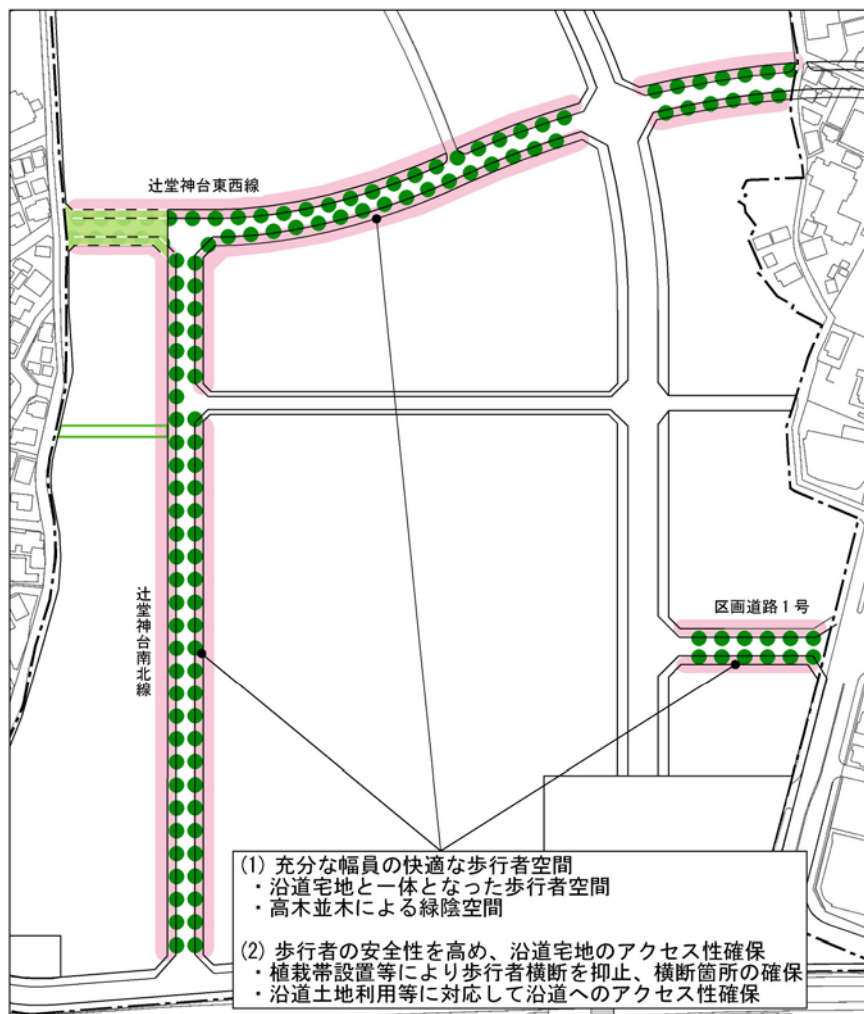 辻堂神台東西線
辻堂神台南北線
区画道路１号
(1) 充分な幅員の快適な歩行者空間
・沿道宅地と一体となった歩行者空間
・高木並木による緑陰空間
(2) 歩行者の安全性を高め、沿道宅地のアクセス性確保
・植栽帯設置等により歩行者横断を抑止、横断箇所の確保
・沿道土地利用等に対応して沿道へのアクセス性確保